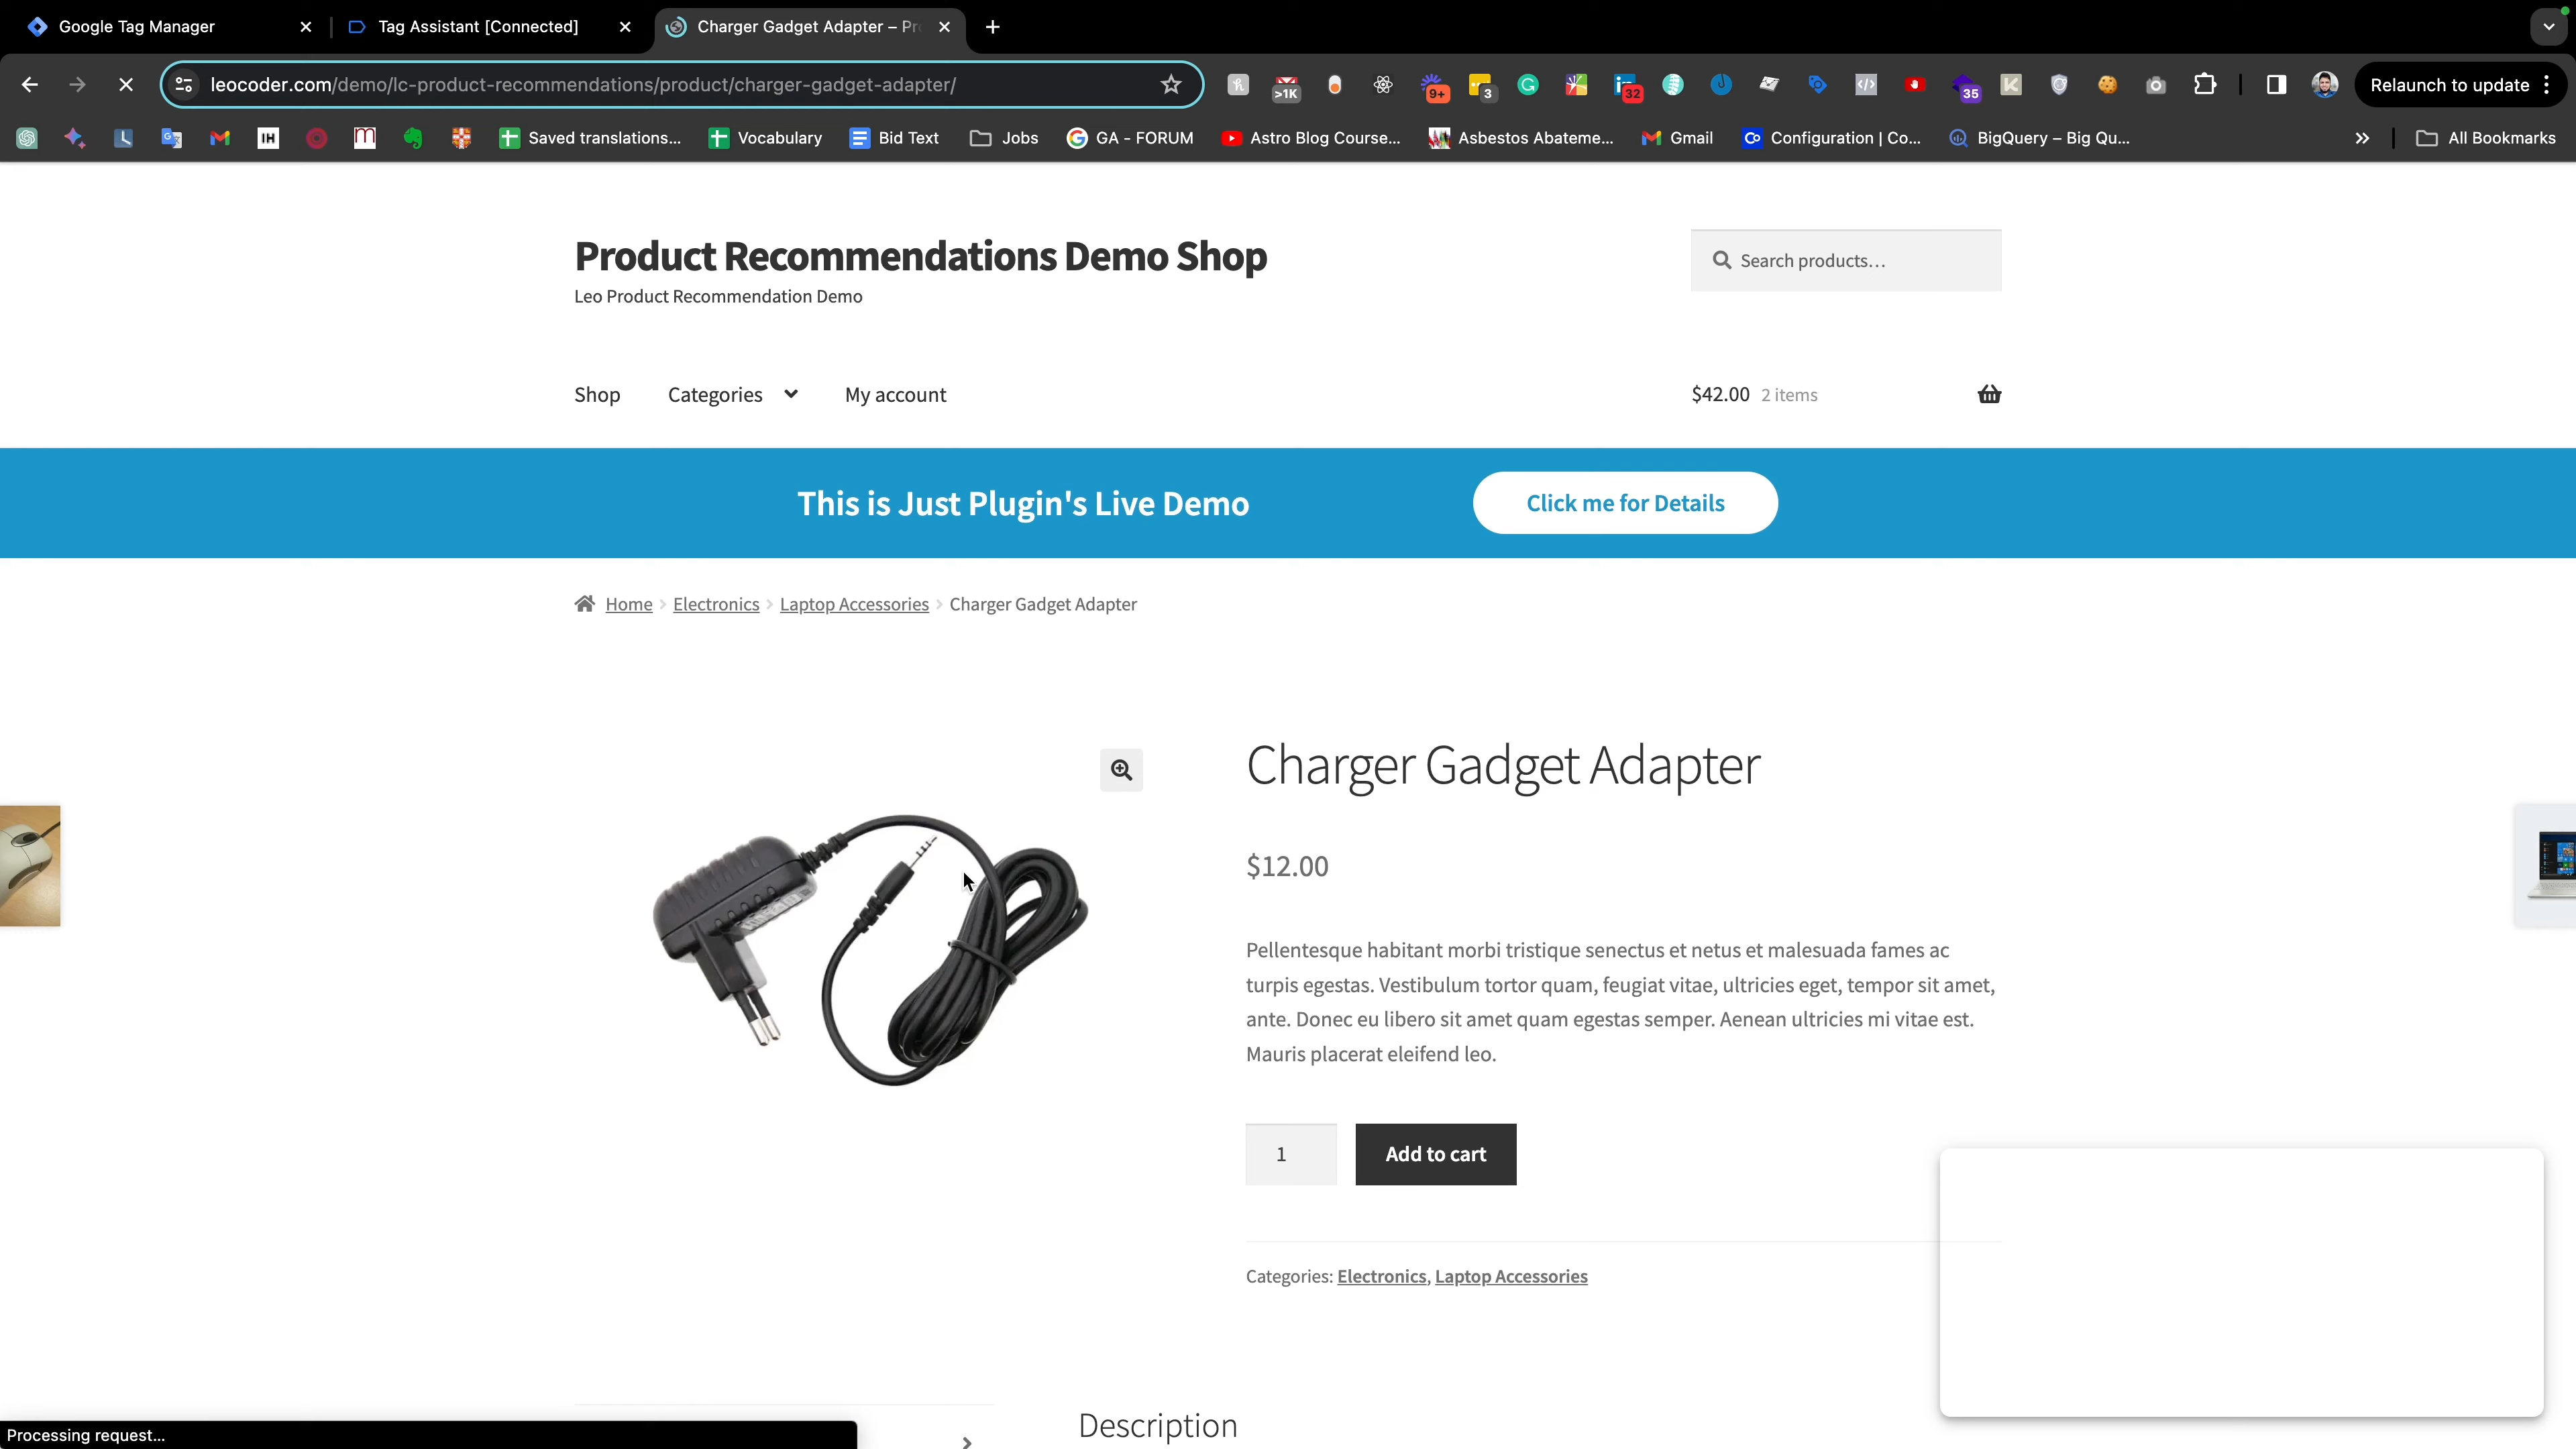 Google Tag Manager
Tag Assistant [Connected]
Charger Gadget Adapter – Pr
leocoder.com/demo/lc-product-recommendations/product/charger-gadget-adapter/
>1K
9+
3
32
35
Relaunch to update
IH
Saved translations...
Vocabulary
Bid Text
Jobs
GA - FORUM
Astro Blog Course...
Asbestos Abateme...
Gmail
Configuration | Co...
BigQuery – Big Qu...
All Bookmarks
Product Recommendations Demo Shop
Leo Product Recommendation Demo
Search products…
Shop
Categories
My account
$42.00 2 items
This is Just Plugin's Live Demo
Click me for Details
Home
Electronics
Laptop Accessories
Charger Gadget Adapter
Charger Gadget Adapter
$12.00
Pellentesque habitant morbi tristique senectus et netus et malesuada fames ac
turpis egestas. Vestibulum tortor quam, feugiat vitae, ultricies eget, tempor sit amet,
ante. Donec eu libero sit amet quam egestas semper. Aenean ultricies mi vitae est.
Mauris placerat eleifend leo.
1
Add to cart
Categories: Electronics, Laptop Accessories
Description
Processing request...